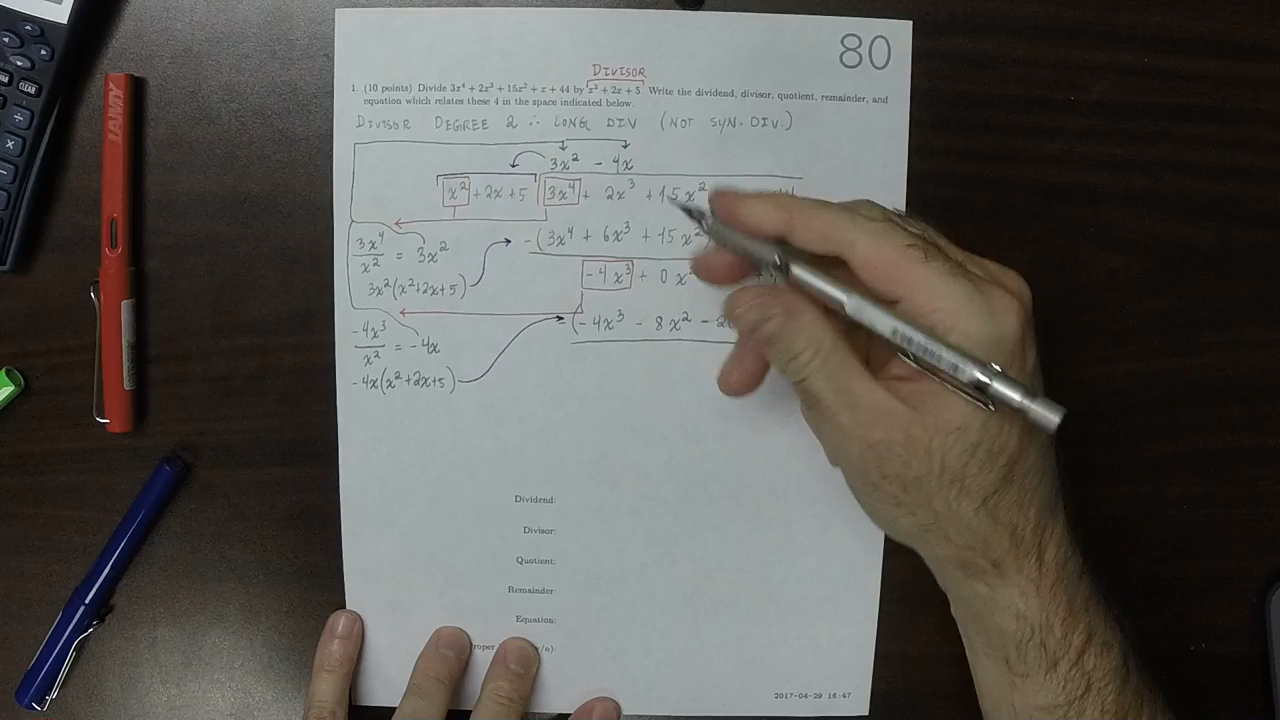 80
DIVISOR
1. (10 points) Divide 3x⁴ + 2x³ + 15x² + x + 44 by x² + 2x + 5. Write the dividend, divisor, quotient, remainder, and
equation which relates these 4 in the space indicated below.
DIVISOR DEGREE 2 ∴ LONG DIV (NOT SYN. DIV.)
3x² - 4x
x² + 2x + 5 3x⁴ + 2x³ + 15x²
-(3x⁴ + 6x³ + 15x²)
3x⁴/x² = 3x²
-4x³ + 0x²
3x²(x²+2x+5)
(-4x³ - 8x² - 2
-4x³/x² = -4x
-4x(x²+2x+5)
Dividend:
Divisor:
Quotient:
Remainder:
Equation:
/n):
2017-04-29 16:47
LAMY
CLEAR